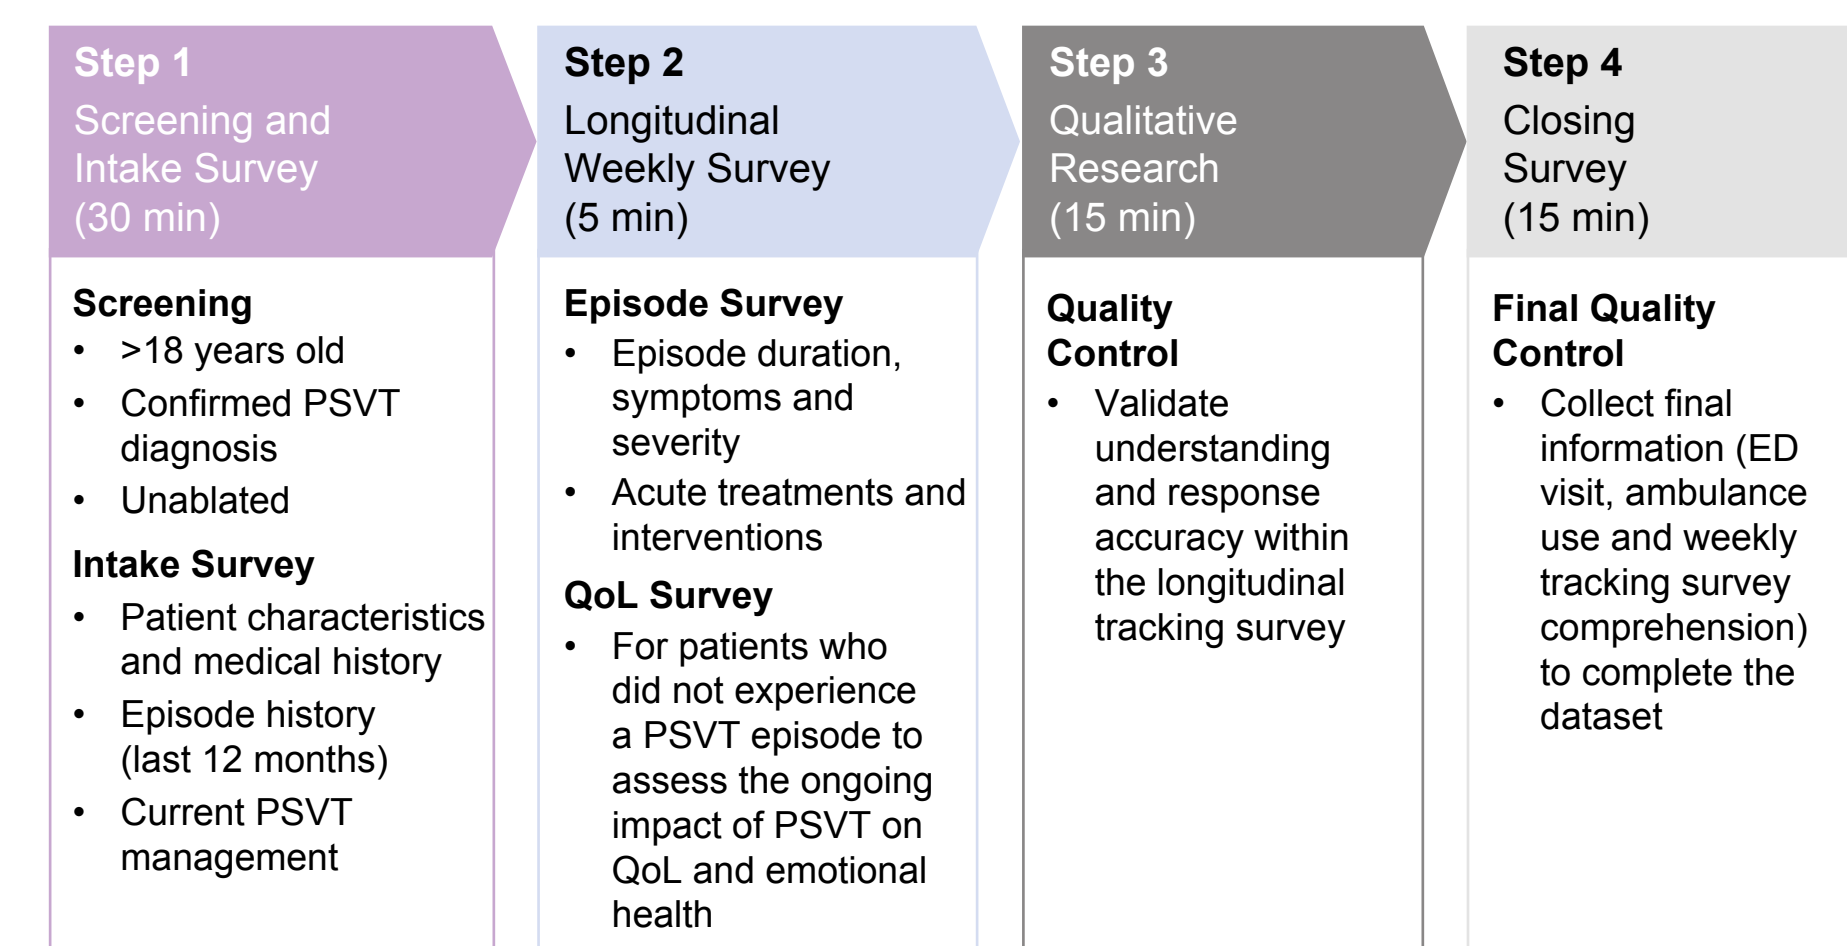 Step 1
Screening and
Intake Survey
(30 min)
Screening
• >18 years old
• Confirmed PSVT
diagnosis
• Unablated
Intake Survey
• Patient characteristics
and medical history
• Episode history
(last 12 months)
• Current PSVT
management
Step 2
Longitudinal
Weekly Survey
(5 min)
Episode Survey
• Episode duration,
symptoms and
severity
• Acute treatments and
interventions
QoL Survey
• For patients who
did not experience
a PSVT episode to
assess the ongoing
impact of PSVT on
QoL and emotional
health
Step 3
Qualitative
Research
(15 min)
Quality
Control
• Validate
understanding
and response
accuracy within
the longitudinal
tracking survey
Step 4
Closing
Survey
(15 min)
Final Quality
Control
• Collect final
information (ED
visit, ambulance
use and weekly
tracking survey
comprehension)
to complete the
dataset